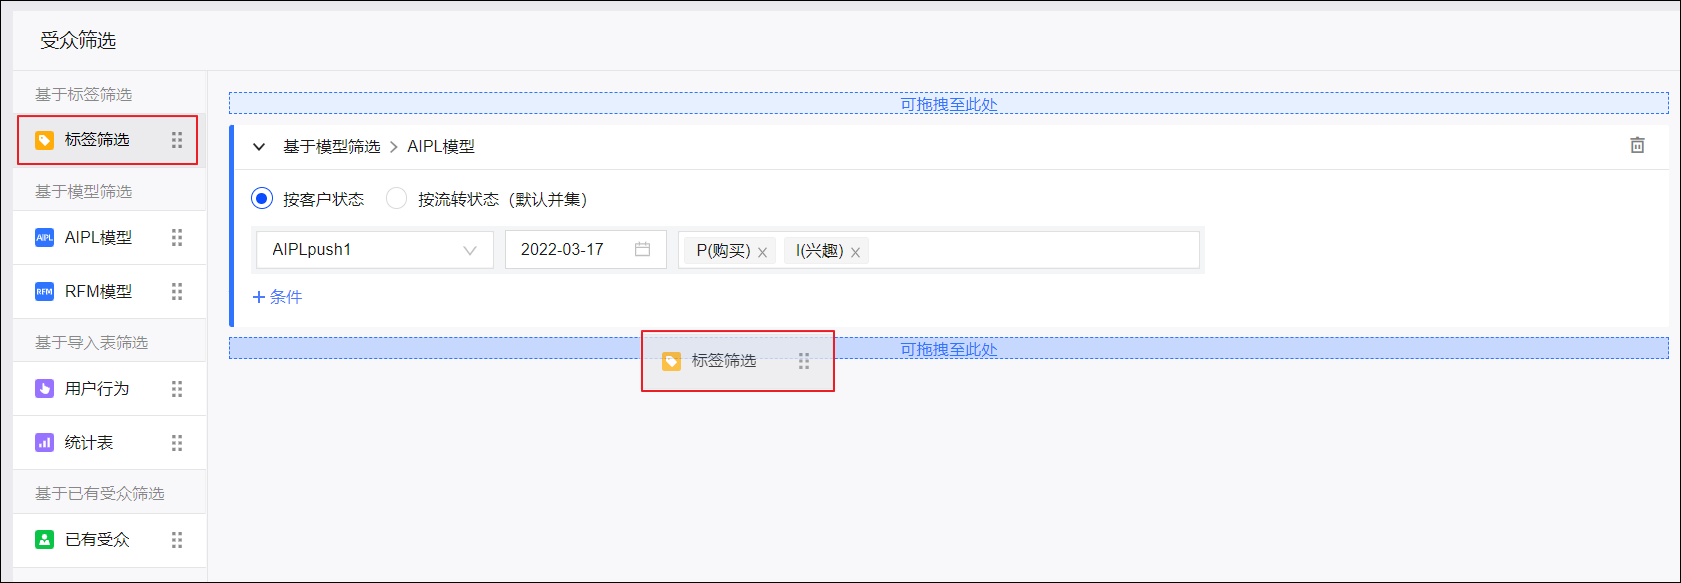 受众筛选
基于标签筛选
标签筛选
基于模型筛选
AIPL AIPL模型
RFM RFM模型
基于导入表筛选
用户行为
统计表
基于已有受众筛选
已有受众
可拖拽至此处
基于模型筛选 > AIPL模型
按客户状态 按流转状态（默认并集）
AIPLpush1 2022-03-17 P(购买) × I(兴趣) ×
+ 条件
可拖拽至此处
标签筛选